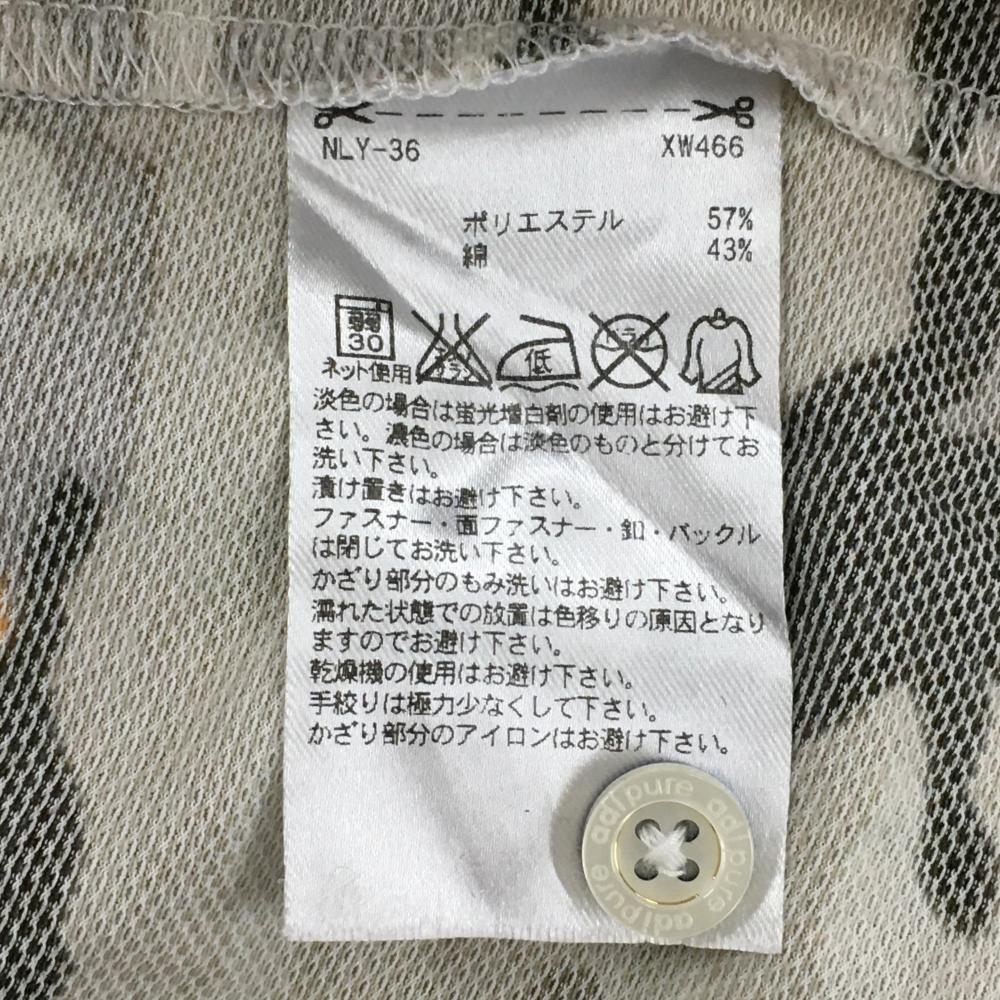 NLY-36 XW466
ポリエステル 57%
綿 43%
弱
30
ネット使用
低
ドライ
淡色の場合は蛍光増白剤の使用はお避け下
さい。濃色の場合は淡色のものと分けてお
洗い下さい。
漬け置きはお避け下さい。
ファスナー・面ファスナー・釦・バックル
は閉じてお洗い下さい。
かざり部分のもみ洗いはお避け下さい。
濡れた状態での放置は色移りの原因となり
ますのでお避け下さい。
乾燥機の使用はお避け下さい。
手絞りは極力少なくして下さい。
かざり部分のアイロンはお避け下さい。
adipure adipure adipure